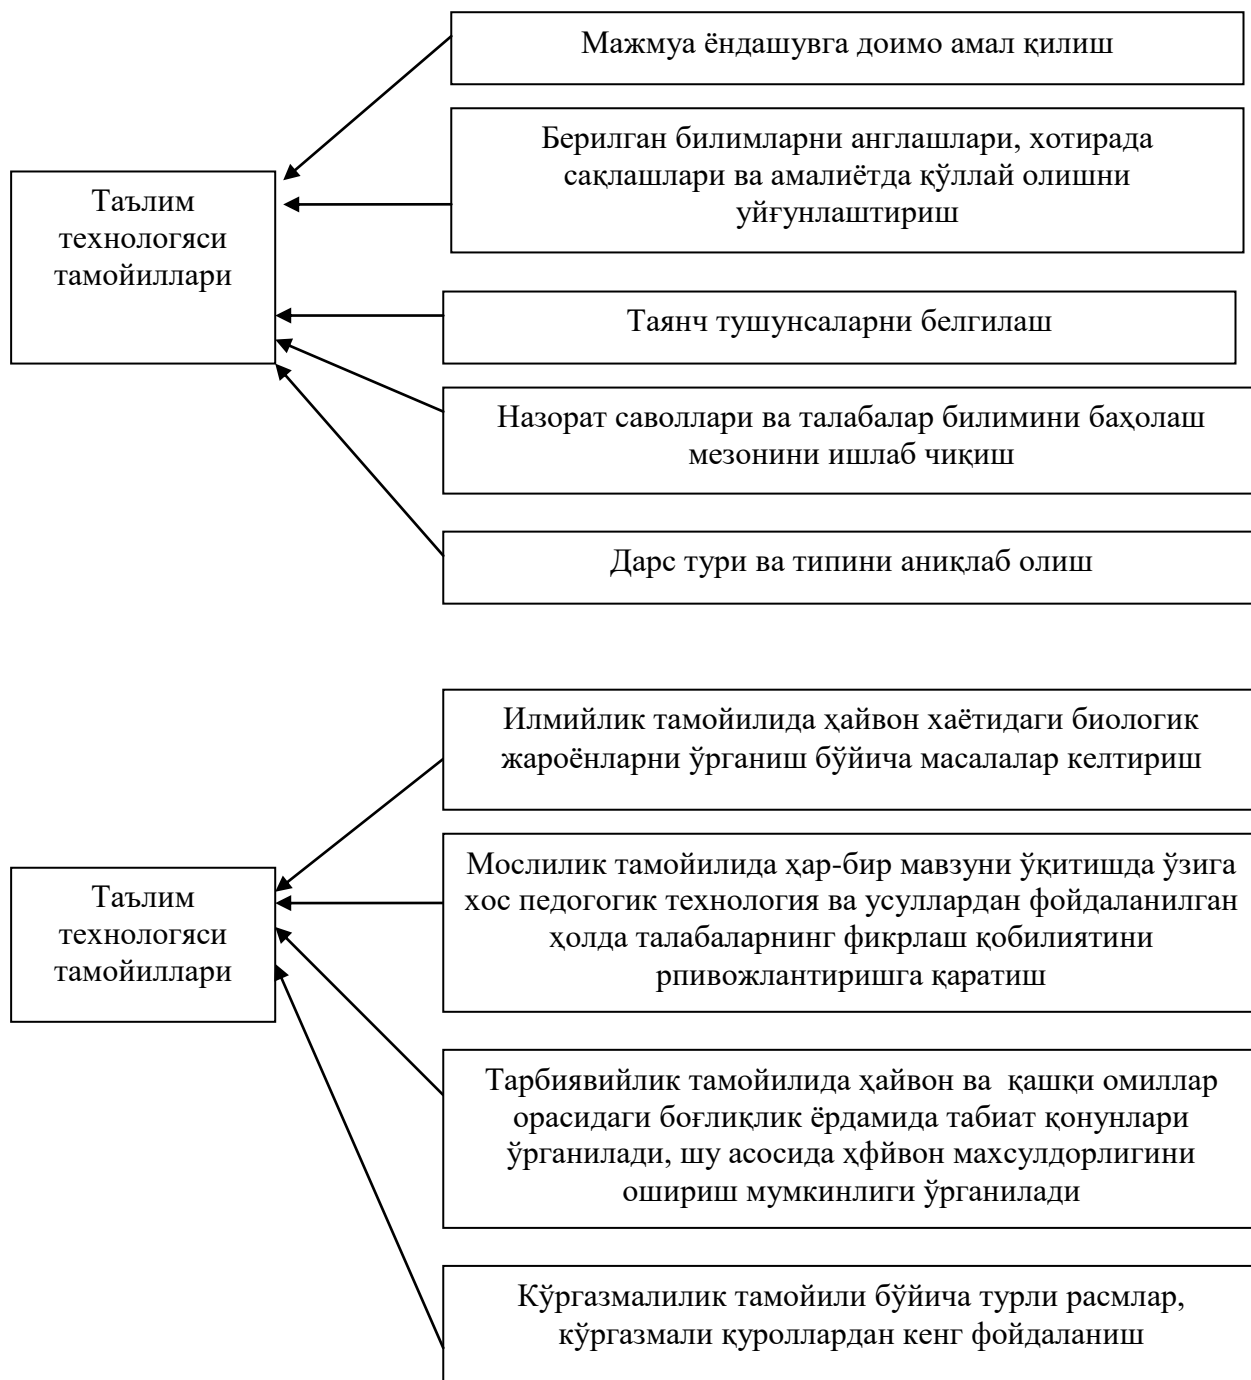 Мажмуа ёндашувга доимо амал қилиш
Берилган билимларни англашлари, хотирада
сақлашлари ва амалиётда қўллай олишни
уйғунлаштириш
Таълим
технологяси
тамойиллари
Таянч тушунсаларни белгилаш
Назорат саволлари ва талабалар билимини баҳолаш
мезонини ишлаб чиқиш
Дарс тури ва типини аниқлаб олиш
Илмийлик тамойилида ҳайвон хаётидаги биологик
жароёнларни ўрганиш бўйича масалалар келтириш
Мослилик тамойилида ҳар-бир мавзуни ўқитишда ўзига
хос педогогик технология ва усуллардан фойдаланилган
ҳолда талабаларнинг фикрлаш қобилиятини
рпивожлантиришга қаратиш
Таълим
технологяси
тамойиллари
Тарбиявийлик тамойилида ҳайвон ва қашқи омиллар
орасидаги боғлиқлик ёрдамида табиат қонунлари
ўрганилади, шу асосида ҳфйвон махсулдорлигини
ошириш мумкинлиги ўрганилади
Кўргазмалилик тамойили бўйича турли расмлар,
кўргазмали қуроллардан кенг фойдаланиш